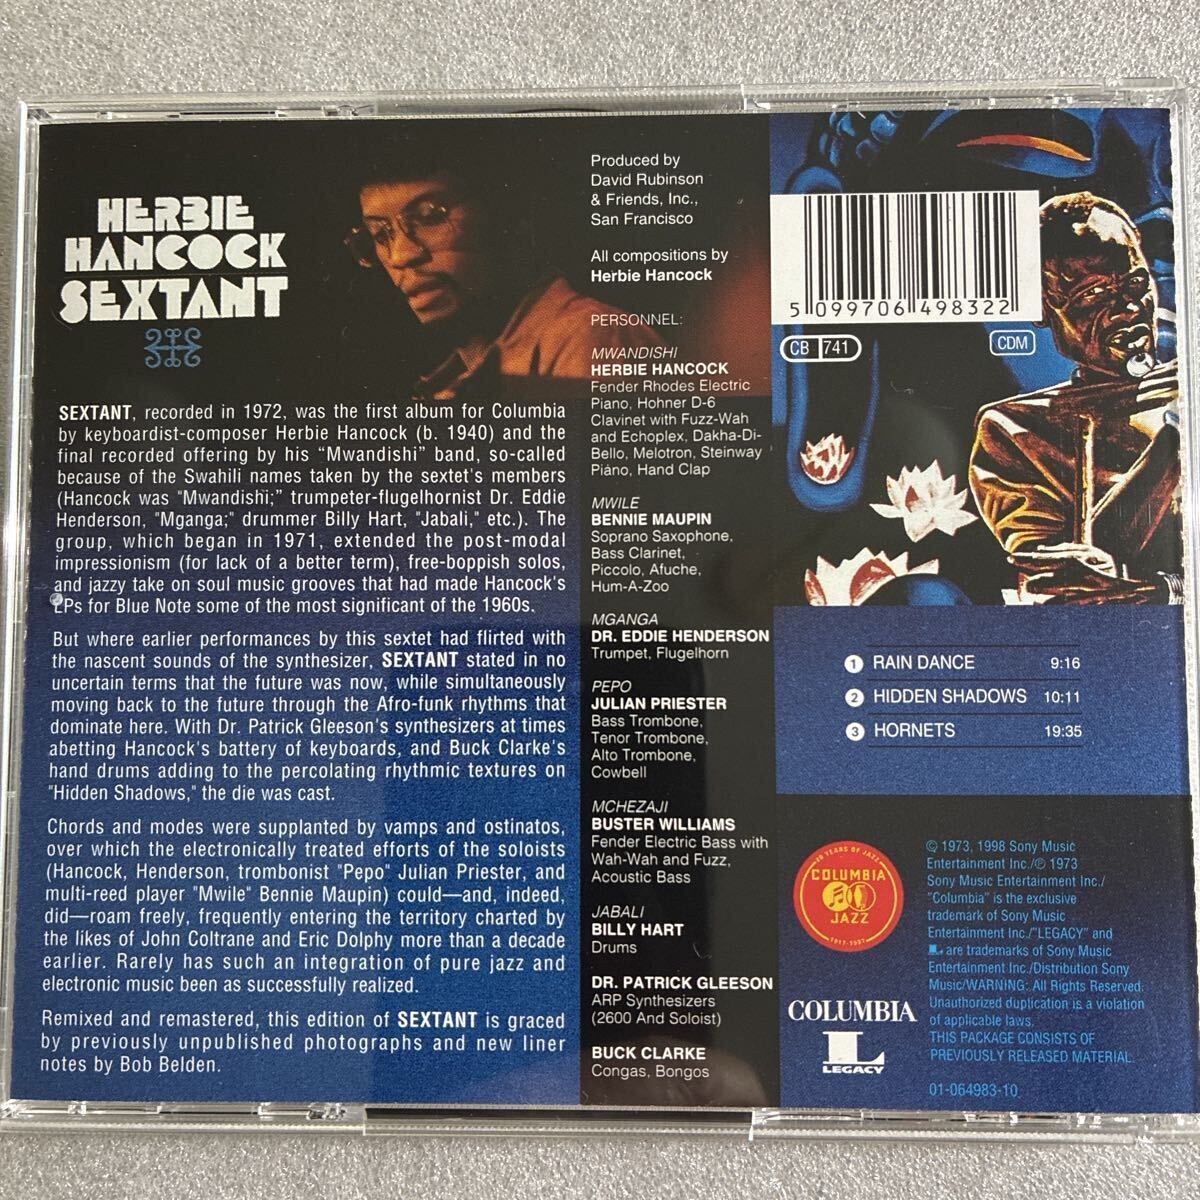 HERBIE
HANCOCK
SEXTANT
SEXTANT, recorded in 1972, was the first album for Columbia
by keyboardist-composer Herbie Hancock (b. 1940) and the
final recorded offering by his “Mwandishi” band, so-called
because of the Swahili names taken by the sextet's members
(Hancock was "Mwandishi;" trumpeter-flugelhornist Dr. Eddie
Henderson, "Mganga;" drummer Billy Hart, "Jabali," etc.). The
group, which began in 1971, extended the post-modal
impressionism (for lack of a better term), free-boppish solos,
and jazzy take on soul music grooves that had made Hancock's
LPs for Blue Note some of the most significant of the 1960s.
But where earlier performances by this sextet had flirted with
the nascent sounds of the synthesizer, SEXTANT stated in no
uncertain terms that the future was now, while simultaneously
moving back to the future through the Afro-funk rhythms that
dominate here. With Dr. Patrick Gleeson's synthesizers at times
abetting Hancock's battery of keyboards, and Buck Clarke's
hand drums adding to the percolating rhythmic textures on
"Hidden Shadows," the die was cast.
Chords and modes were supplanted by vamps and ostinatos,
over which the electronically treated efforts of the soloists
(Hancock, Henderson, trombonist "Pepo" Julian Priester, and
multi-reed player "Mwile" Bennie Maupin) could—and, indeed,
did—roam freely, frequently entering the territory charted by
the likes of John Coltrane and Eric Dolphy more than a decade
earlier. Rarely has such an integration of pure jazz and
electronic music been as successfully realized.
Remixed and remastered, this edition of SEXTANT is graced
by previously unpublished photographs and new liner
notes by Bob Belden.
Produced by
David Rubinson
& Friends, Inc.,
San Francisco
All compositions by
Herbie Hancock
PERSONNEL:
MWANDISHI
HERBIE HANCOCK
Fender Rhodes Electric
Piano, Hohner D-6
Clavinet with Fuzz-Wah
and Echoplex, Dakha-Di-
Bello, Melotron, Steinway
Piano, Hand Clap
MWILE
BENNIE MAUPIN
Soprano Saxophone,
Bass Clarinet,
Piccolo, Afuche,
Hum-A-Zoo
MGANGA
DR. EDDIE HENDERSON
Trumpet, Flugelhorn
PEPO
JULIAN PRIESTER
Bass Trombone,
Tenor Trombone,
Alto Trombone,
Cowbell
MCHEZAJI
BUSTER WILLIAMS
Fender Electric Bass with
Wah-Wah and Fuzz,
Acoustic Bass
JABALI
BILLY HART
Drums
DR. PATRICK GLEESON
ARP Synthesizers
(2600 And Soloist)
BUCK CLARKE
Congas, Bongos
5 099706 498322
CB 741
CDM
1 RAIN DANCE 9:16
2 HIDDEN SHADOWS 10:11
3 HORNETS 19:35
70 YEARS OF JAZZ
COLUMBIA
JAZZ
1917-1987
COLUMBIA
L
LEGACY
© 1973, 1998 Sony Music
Entertainment Inc./℗ 1973
Sony Music Entertainment Inc./
"Columbia" is the exclusive
trademark of Sony Music
Entertainment Inc./"LEGACY" and
L are trademarks of Sony Music
Entertainment Inc./Distribution Sony
Music/WARNING: All Rights Reserved.
Unauthorized duplication is a violation
of applicable laws.
THIS PACKAGE CONSISTS OF
PREVIOUSLY RELEASED MATERIAL.
01-064983-10